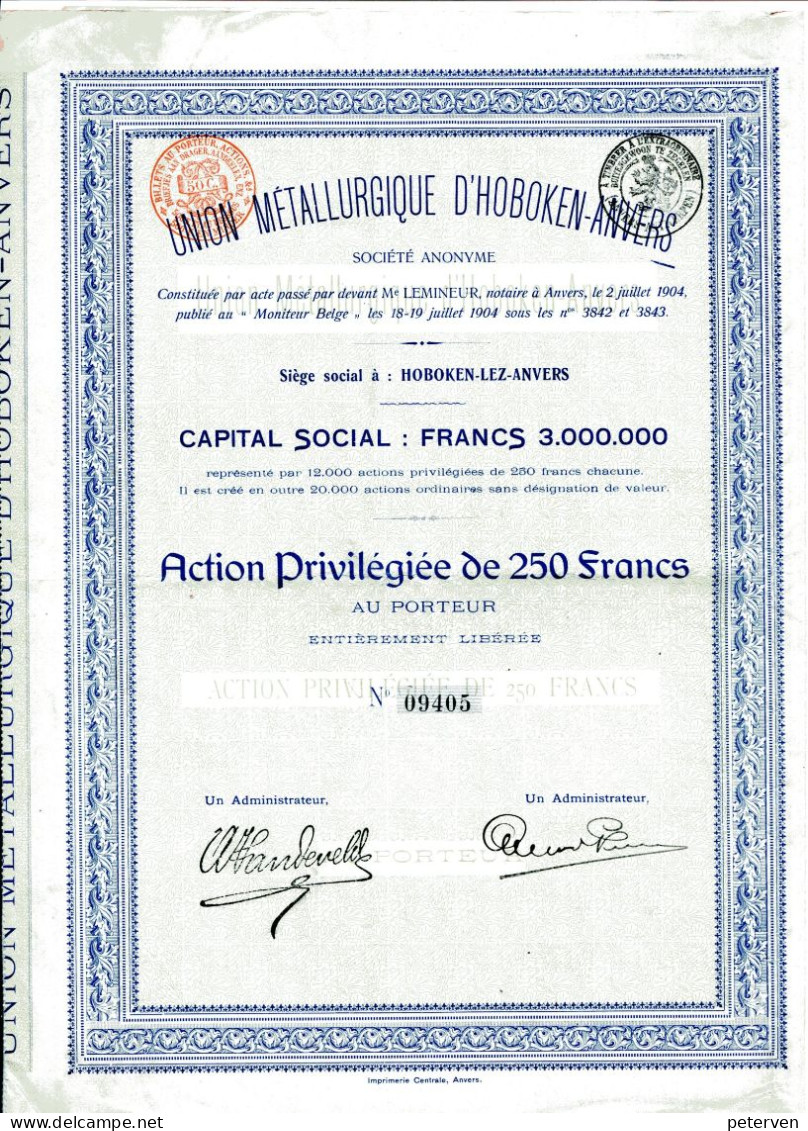 UNION MÉTALLURGIQUE D'HOBOKEN-ANVERS
UNION MÉTALLURGIQUE D'HOBOKEN-ANVERS
SOCIÉTÉ ANONYME
Union Métallurgique d'Hoboken-Anvers
Constituée par acte passé par devant Me LEMINEUR, notaire à Anvers, le 2 juillet 1904,
publié au " Moniteur Belge " les 18-19 juillet 1904 sous les nos 3842 et 3843.
Siège social à : HOBOKEN-LEZ-ANVERS
CAPITAL SOCIAL : FRANCS 3.000.000
représenté par 12.000 actions privilégiées de 250 francs chacune.
Il est créé en outre 20.000 actions ordinaires sans désignation de valeur.
Action Privilégiée de 250 Francs
AU PORTEUR
ENTIÈREMENT LIBÉRÉE
ACTION PRIVILÉGIÉE DE 250 FRANCS
No 09405
Un Administrateur, Un Administrateur,
PORTEUR
Imprimerie Centrale, Anvers.
peterven